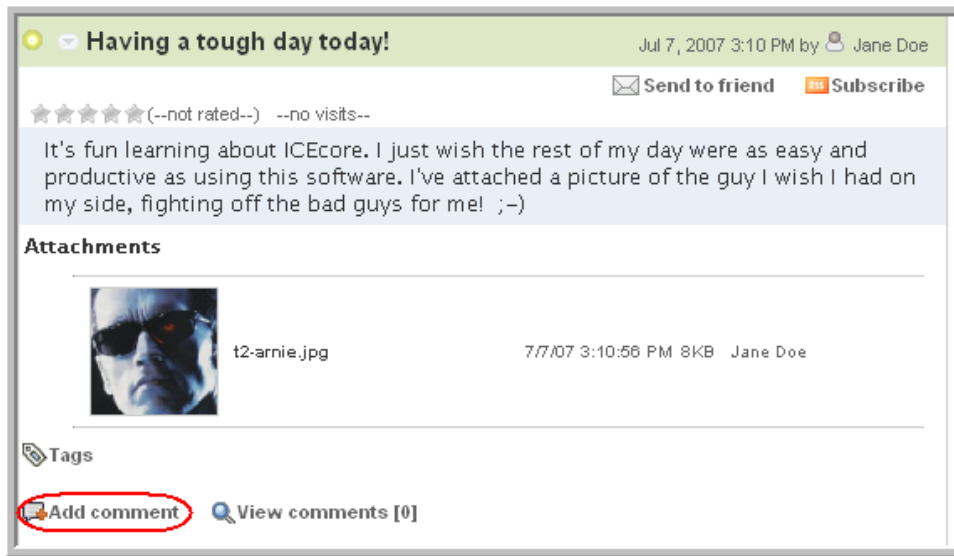 Having a tough day today! Jul 7, 2007 3:10 PM by Jane Doe
Send to friend RSS Subscribe
(--not rated--) --no visits--
It's fun learning about ICEcore. I just wish the rest of my day were as easy and
productive as using this software. I've attached a picture of the guy I wish I had on
my side, fighting off the bad guys for me! ;-)
Attachments
t2-arnie.jpg 7/7/07 3:10:56 PM 8KB Jane Doe
Tags
Add comment View comments [0]